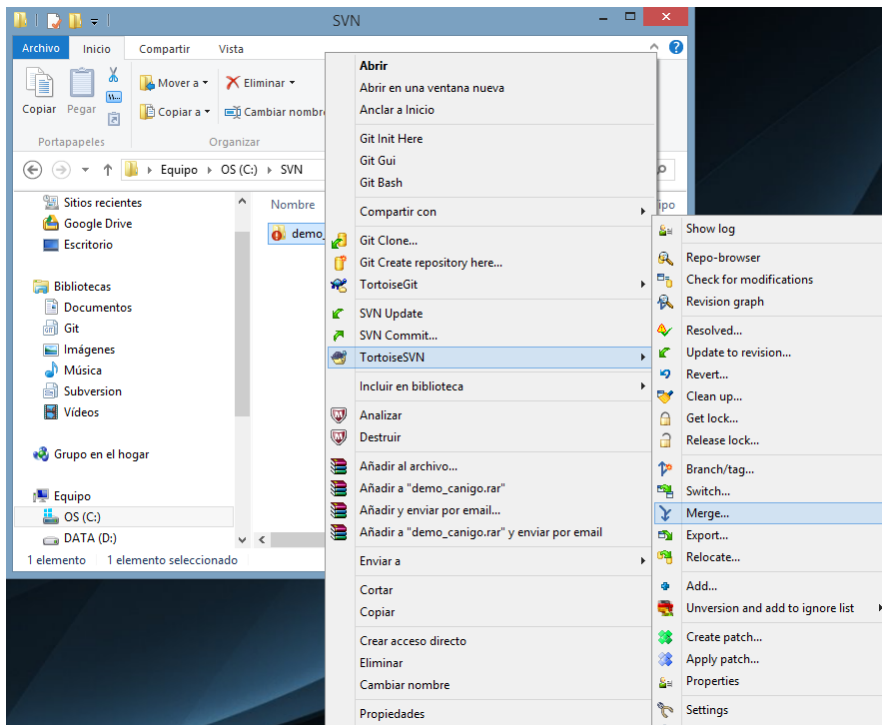 SVN
Archivo Inicio Compartir Vista
Copiar Pegar
Mover a
Copiar a
Eliminar
Cambiar nombre
Portapapeles Organizar
Equipo OS (C:) SVN
Sitios recientes
Google Drive
Escritorio
Bibliotecas
Documentos
Git
Imágenes
Música
Subversion
Vídeos
Grupo en el hogar
Equipo
OS (C:)
DATA (D:)
1 elemento 1 elemento seleccionado
Nombre
demo_
Abrir
Abrir en una ventana nueva
Anclar a Inicio
Git Init Here
Git Gui
Git Bash
Compartir con
Git Clone...
Git Create repository here...
TortoiseGit
SVN Update
SVN Commit...
TortoiseSVN
Incluir en biblioteca
Analizar
Destruir
Añadir al archivo...
Añadir a "demo_canigo.rar"
Añadir y enviar por email...
Añadir a "demo_canigo.rar" y enviar por email
Enviar a
Cortar
Copiar
Crear acceso directo
Eliminar
Cambiar nombre
Propiedades
Show log
Repo-browser
Check for modifications
Revision graph
Resolved...
Update to revision...
Revert...
Clean up...
Get lock...
Release lock...
Branch/tag...
Switch...
Merge...
Export...
Relocate...
Add...
Unversion and add to ignore list
Create patch...
Apply patch...
Properties
Settings